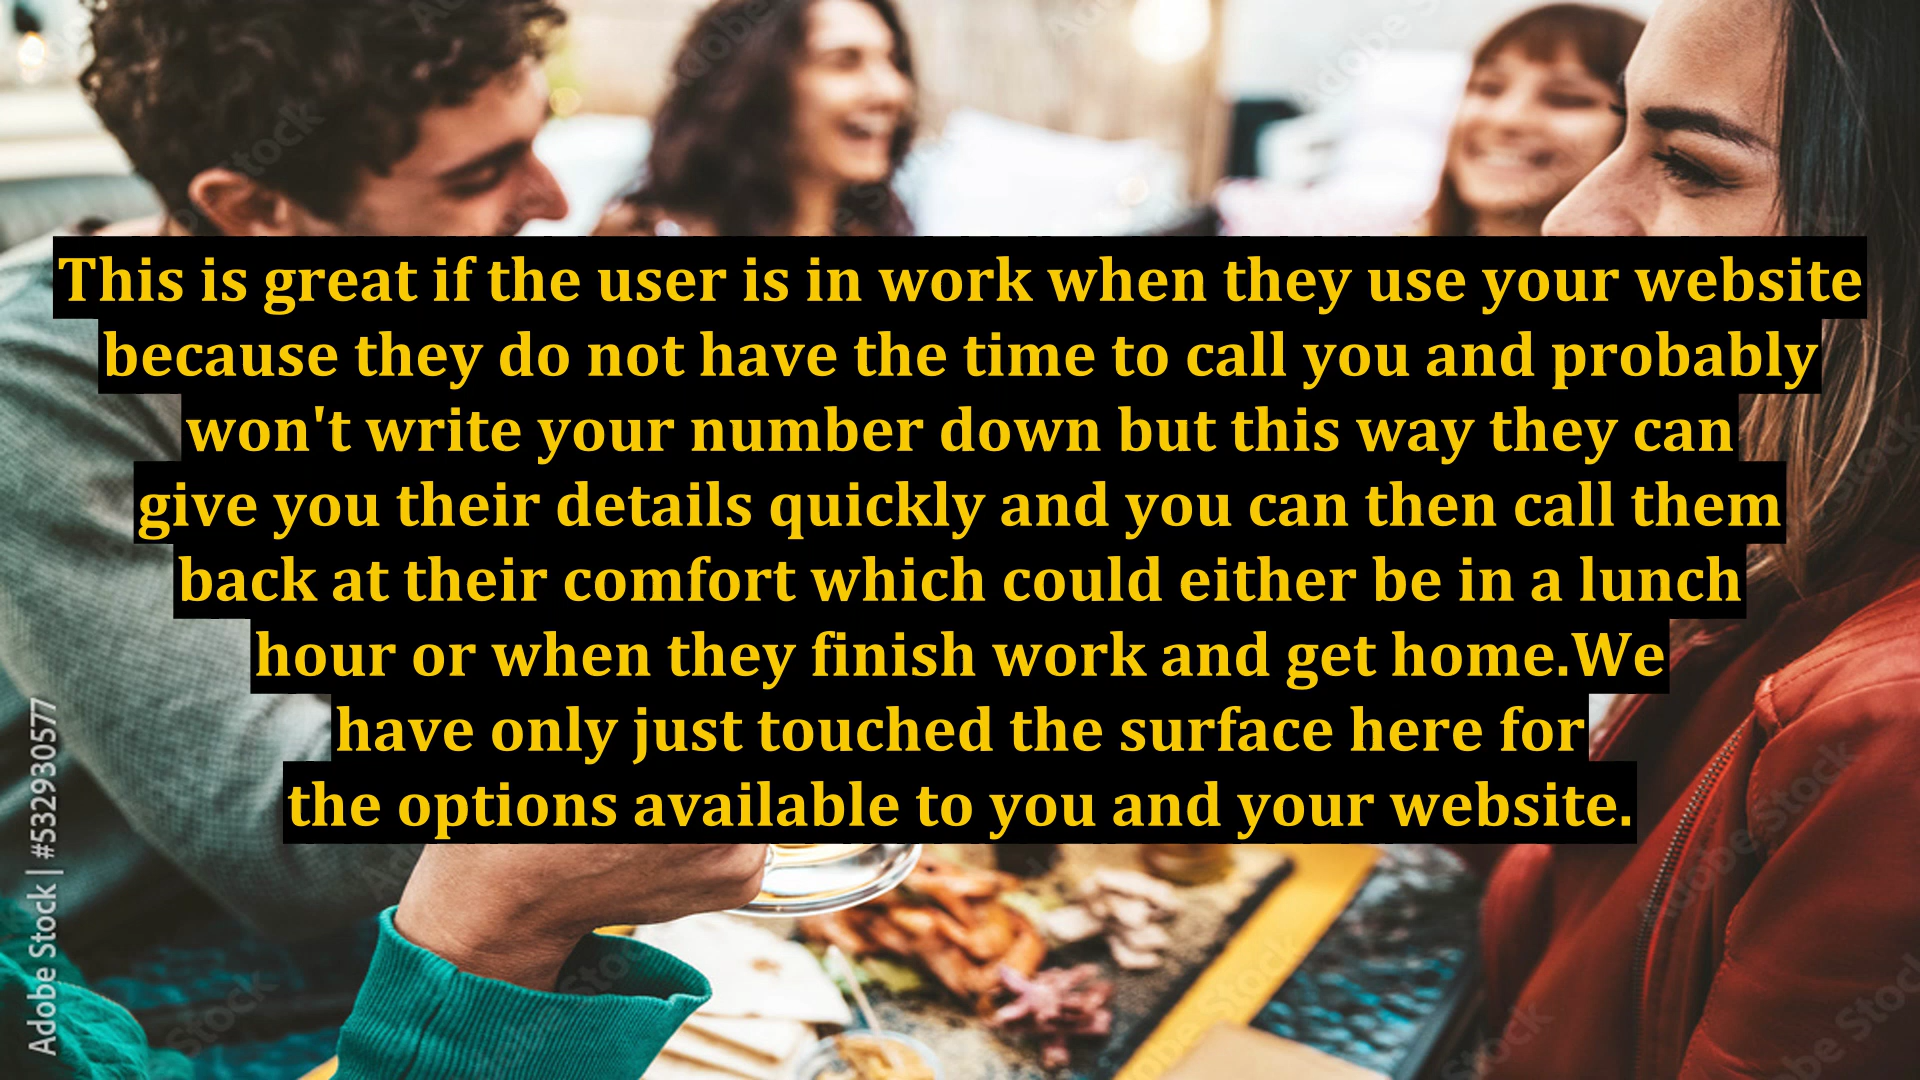 This is great if the user is in work when they use your website
because they do not have the time to call you and probably
won't write your number down but this way they can
give you their details quickly and you can then call them
back at their comfort which could either be in a lunch
hour or when they finish work and get home.We
have only just touched the surface here for
the options available to you and your website.
Adobe Stock | #532930577